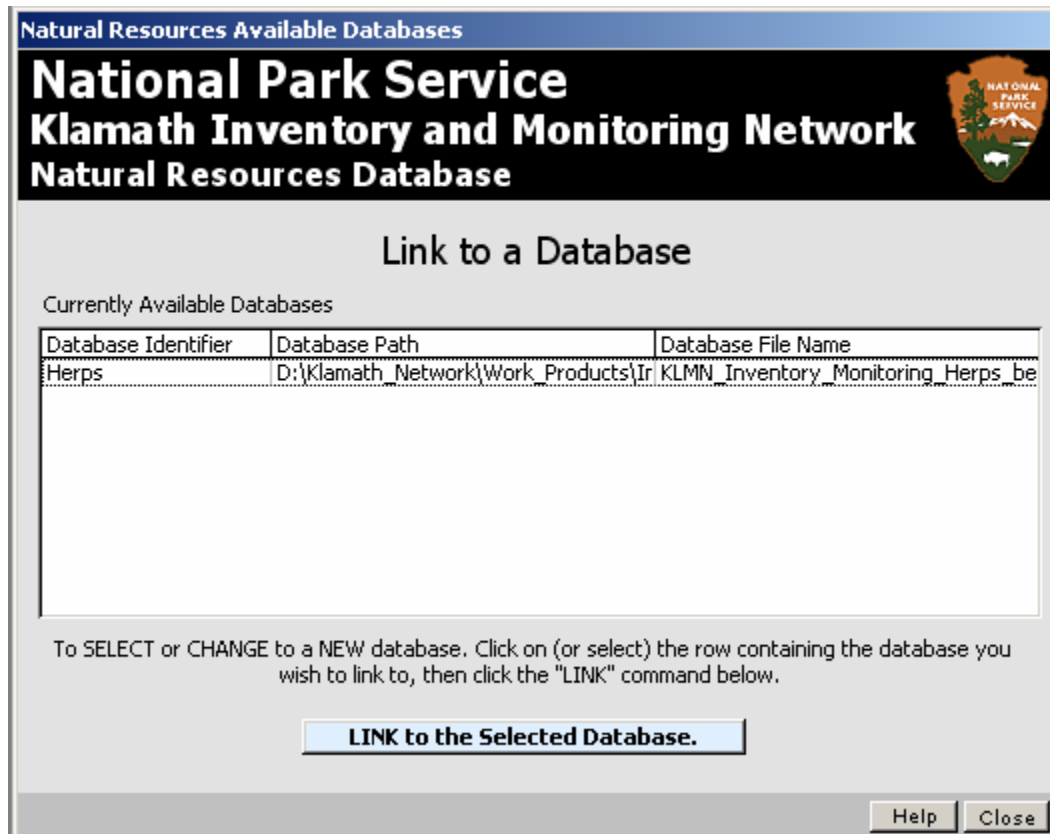 Natural Resources Available Databases
National Park Service
Klamath Inventory and Monitoring Network
Natural Resources Database
NATIONAL
PARK
SERVICE
Link to a Database
Currently Available Databases
Database Identifier Database Path Database File Name
Herps D:\Klamath_Network\Work_Products\Ir KLMN_Inventory_Monitoring_Herps_be
To SELECT or CHANGE to a NEW database. Click on (or select) the row containing the database you
wish to link to, then click the "LINK" command below.
LINK to the Selected Database.
Help Close